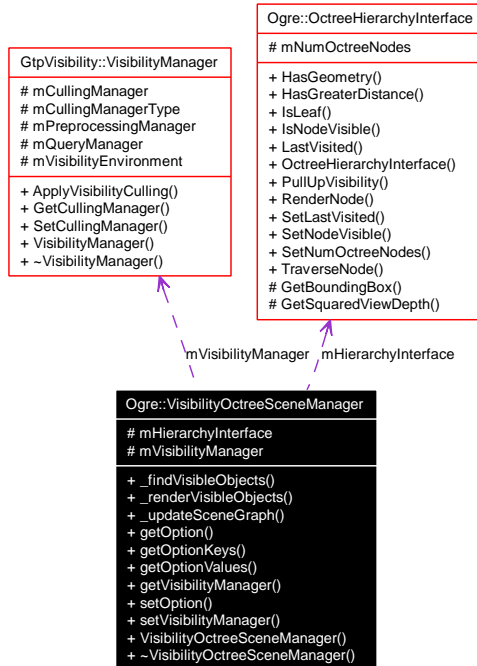 GtpVisibility::VisibilityManager
# mCullingManager
# mCullingManagerType
# mPreprocessingManager
# mQueryManager
# mVisibilityEnvironment
+ ApplyVisibilityCulling()
+ GetCullingManager()
+ SetCullingManager()
+ VisibilityManager()
+ ~VisibilityManager()
Ogre::OctreeHierarchyInterface
# mNumOctreeNodes
+ HasGeometry()
+ HasGreaterDistance()
+ IsLeaf()
+ IsNodeVisible()
+ LastVisited()
+ OctreeHierarchyInterface()
+ PullUpVisibility()
+ RenderNode()
+ SetLastVisited()
+ SetNodeVisible()
+ SetNumOctreeNodes()
+ TraverseNode()
# GetBoundingBox()
# GetSquaredViewDepth()
mVisibilityManager
mHierarchyInterface
Ogre::VisibilityOctreeSceneManager
# mHierarchyInterface
# mVisibilityManager
+ _findVisibleObjects()
+ _renderVisibleObjects()
+ _updateSceneGraph()
+ getOption()
+ getOptionKeys()
+ getOptionValues()
+ getVisibilityManager()
+ setOption()
+ setVisibilityManager()
+ VisibilityOctreeSceneManager()
+ ~VisibilityOctreeSceneManager()